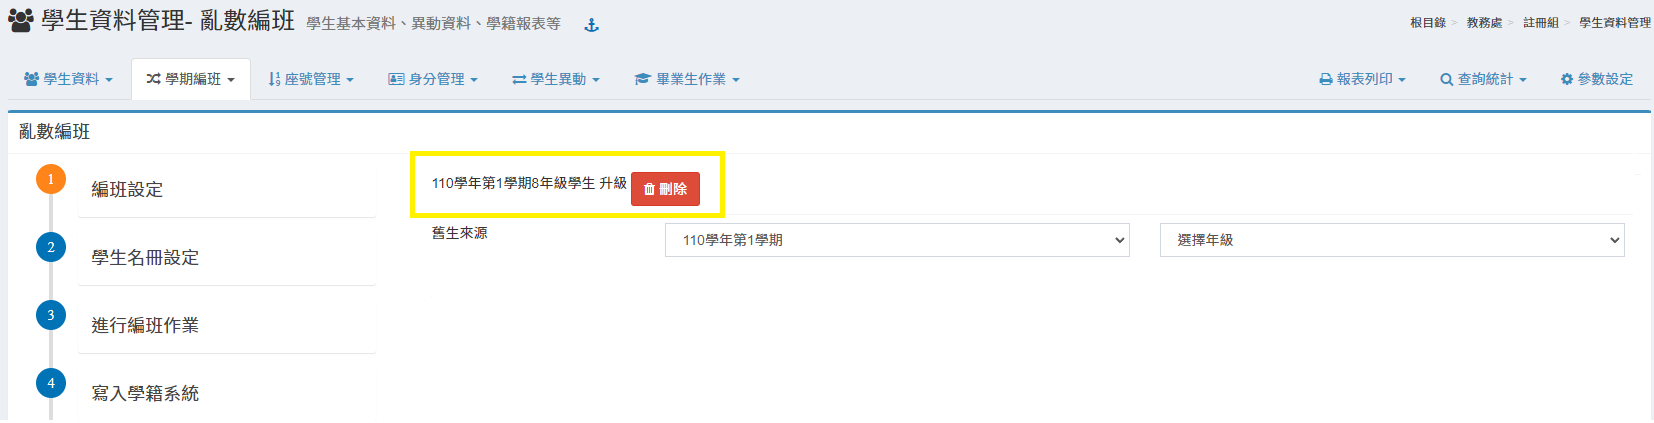 學生資料管理- 亂數編班 學生基本資料、異動資料、學籍報表等
根目錄 > 教務處 > 註冊組 > 學生資料管理
學生資料 學期編班 座號管理 身分管理 學生異動 畢業生作業 報表列印 查詢統計 參數設定
亂數編班
1 編班設定
110學年第1學期8年級學生 升級 刪除
舊生來源 110學年第1學期 選擇年級
2 學生名冊設定
3 進行編班作業
4 寫入學籍系統